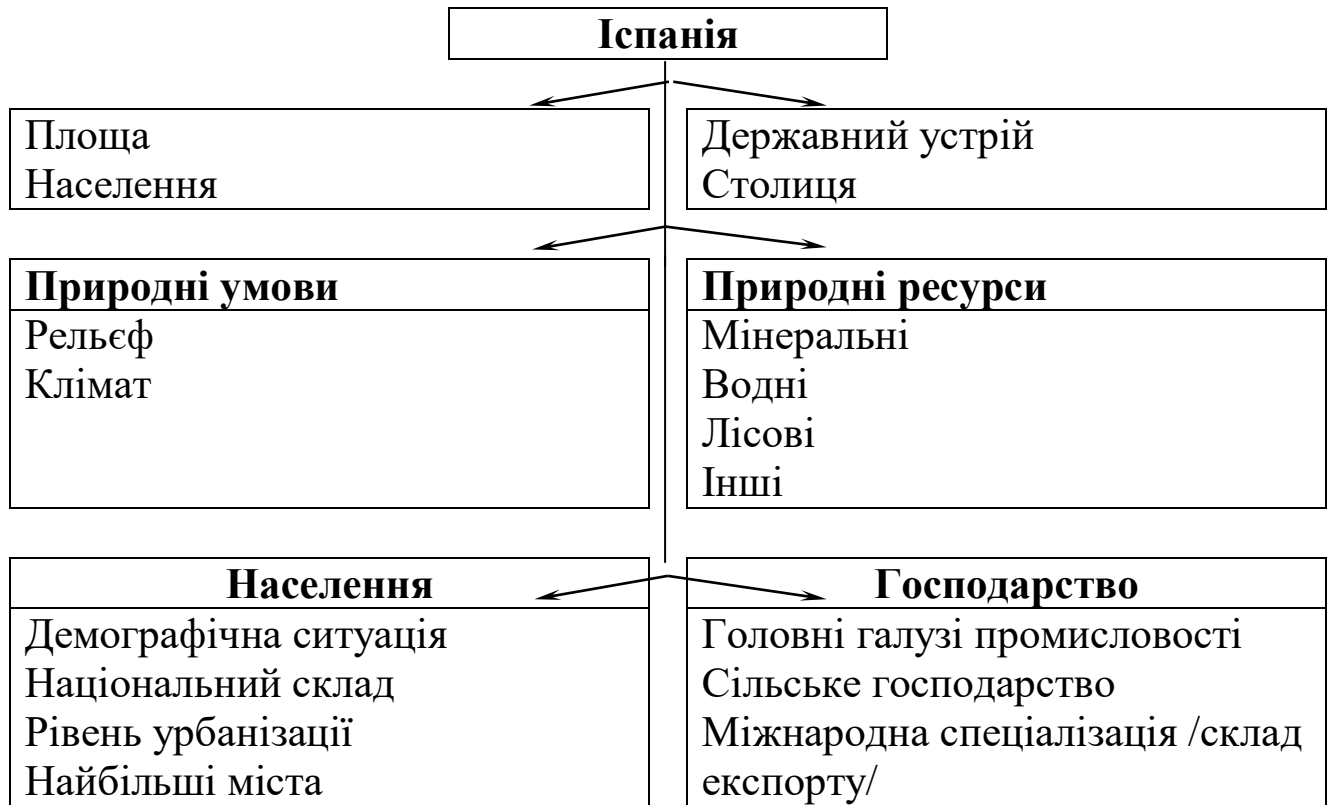 Іспанія
Площа
Населення
Державний устрій
Столиця
Природні умови
Рельєф
Клімат
Природні ресурси
Мінеральні
Водні
Лісові
Інші
Населення
Демографічна ситуація
Національний склад
Рівень урбанізації
Найбільші міста
Господарство
Головні галузі промисловості
Сільське господарство
Міжнародна спеціалізація /склад
експорту/